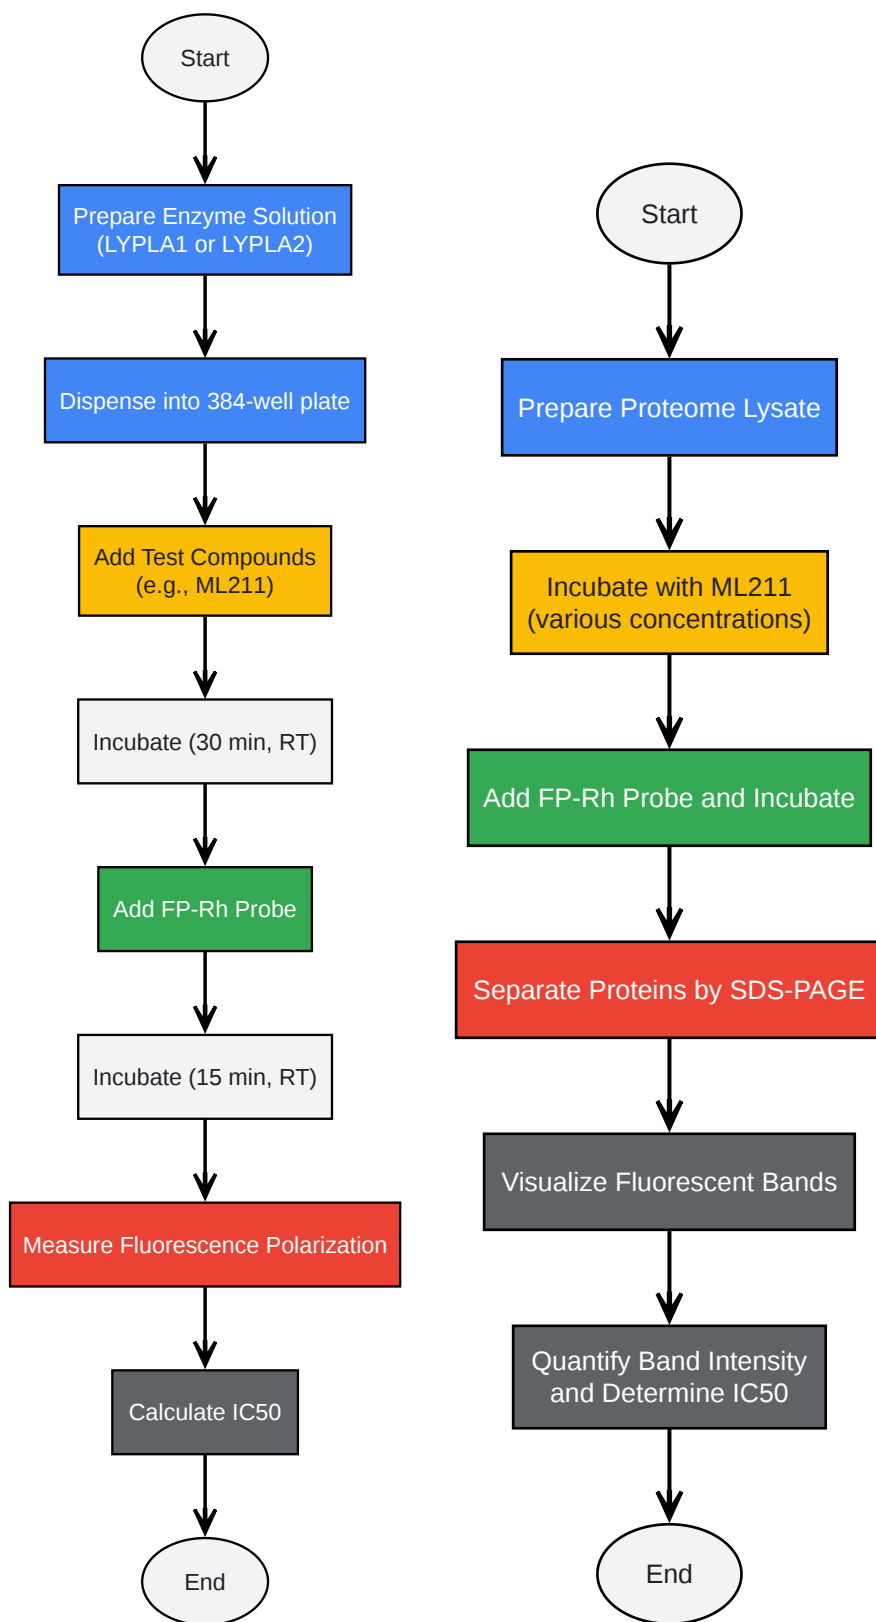 Start
Prepare Enzyme Solution
(LYPLA1 or LYPLA2)
Dispense into 384-well plate
Add Test Compounds
(e.g., ML211)
Incubate (30 min, RT)
Add FP-Rh Probe
Incubate (15 min, RT)
Measure Fluorescence Polarization
Calculate IC50
End
Start
Prepare Proteome Lysate
Incubate with ML211
(various concentrations)
Add FP-Rh Probe and Incubate
Separate Proteins by SDS-PAGE
Visualize Fluorescent Bands
Quantify Band Intensity
and Determine IC50
End